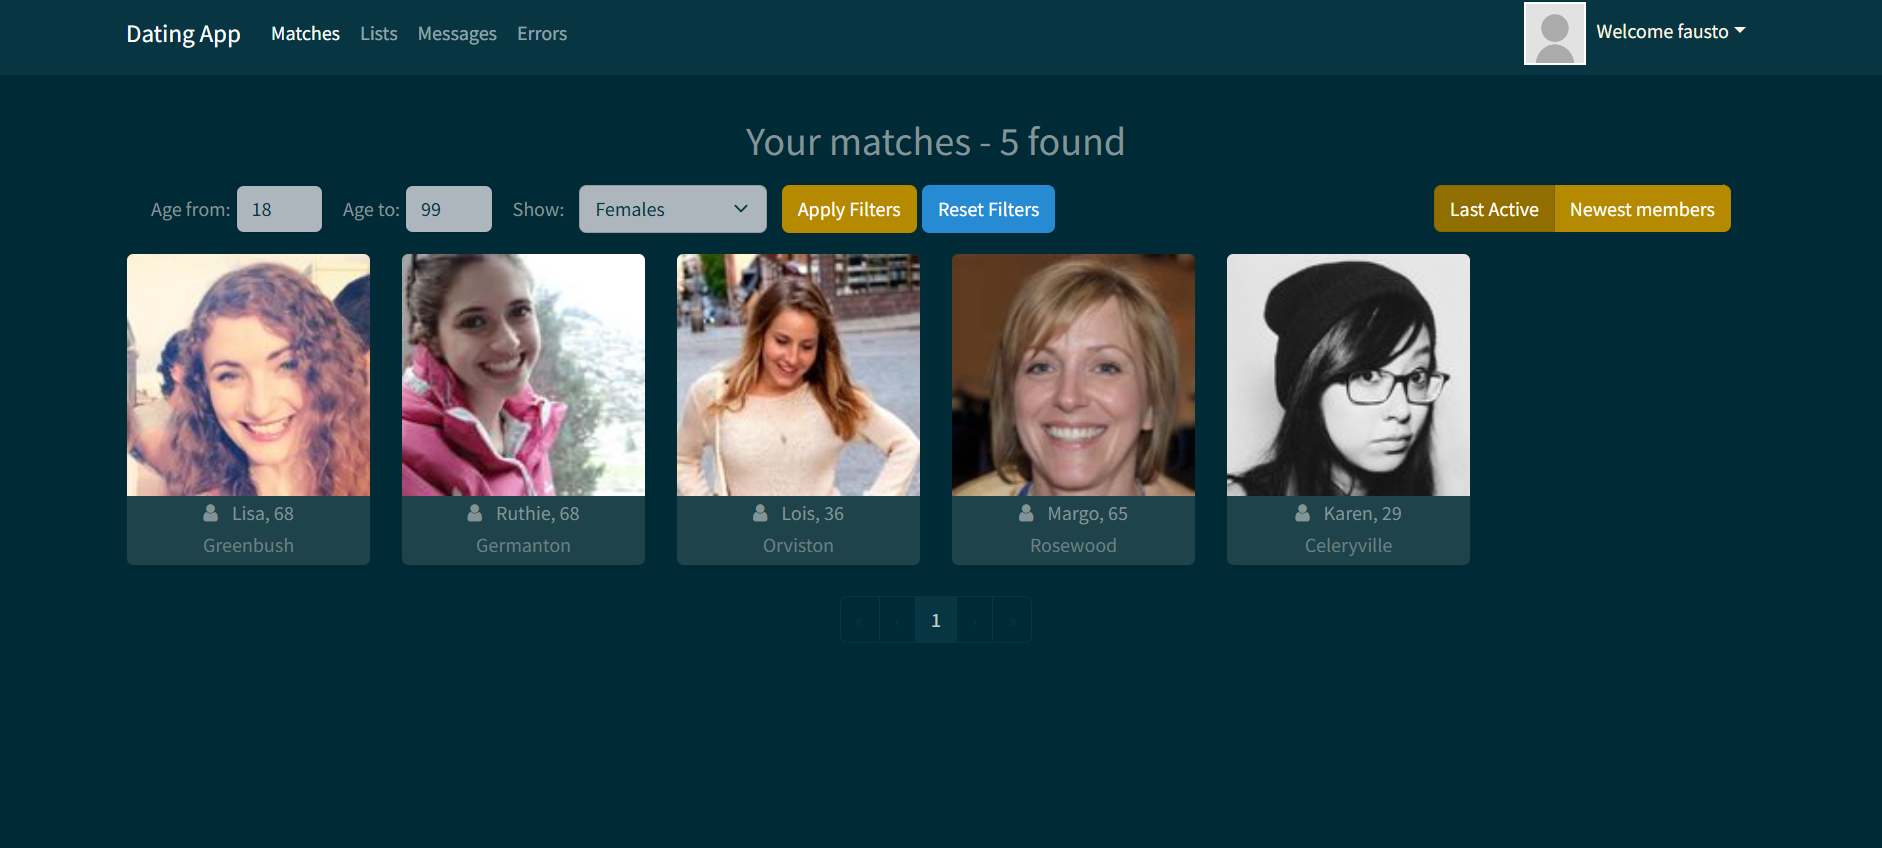 Dating App Matches Lists Messages Errors Welcome fausto
Your matches - 5 found
Age from: 18 Age to: 99 Show: Females Apply Filters Reset Filters Last Active Newest members
Lisa, 68 Ruthie, 68 Lois, 36 Margo, 65 Karen, 29
Greenbush Germanton Orviston Rosewood Celeryville
« ‹ 1 › »